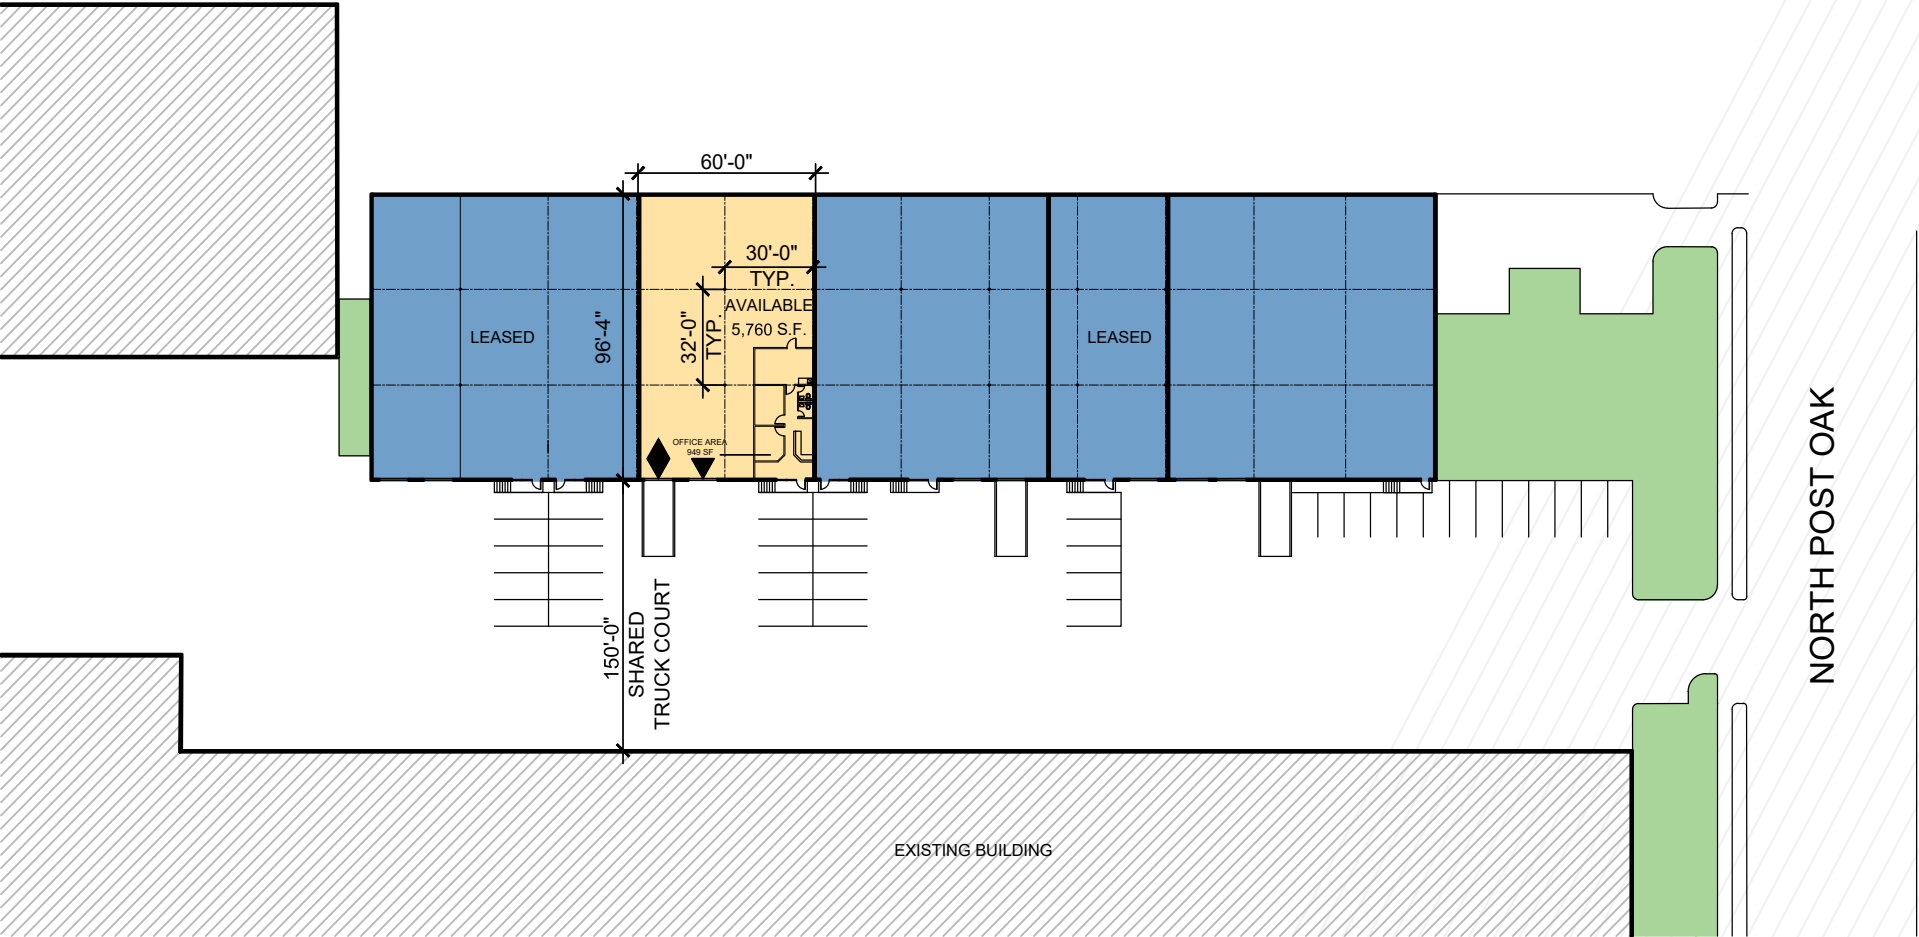 60'-0"
30'-0"
TYP.
AVAILABLE
5,760 S.F.
32'-0"
TYP.
96'-4"
LEASED
LEASED
OFFICE AREA
949 SF
150'-0"
SHARED
TRUCK COURT
NORTH POST OAK
EXISTING BUILDING